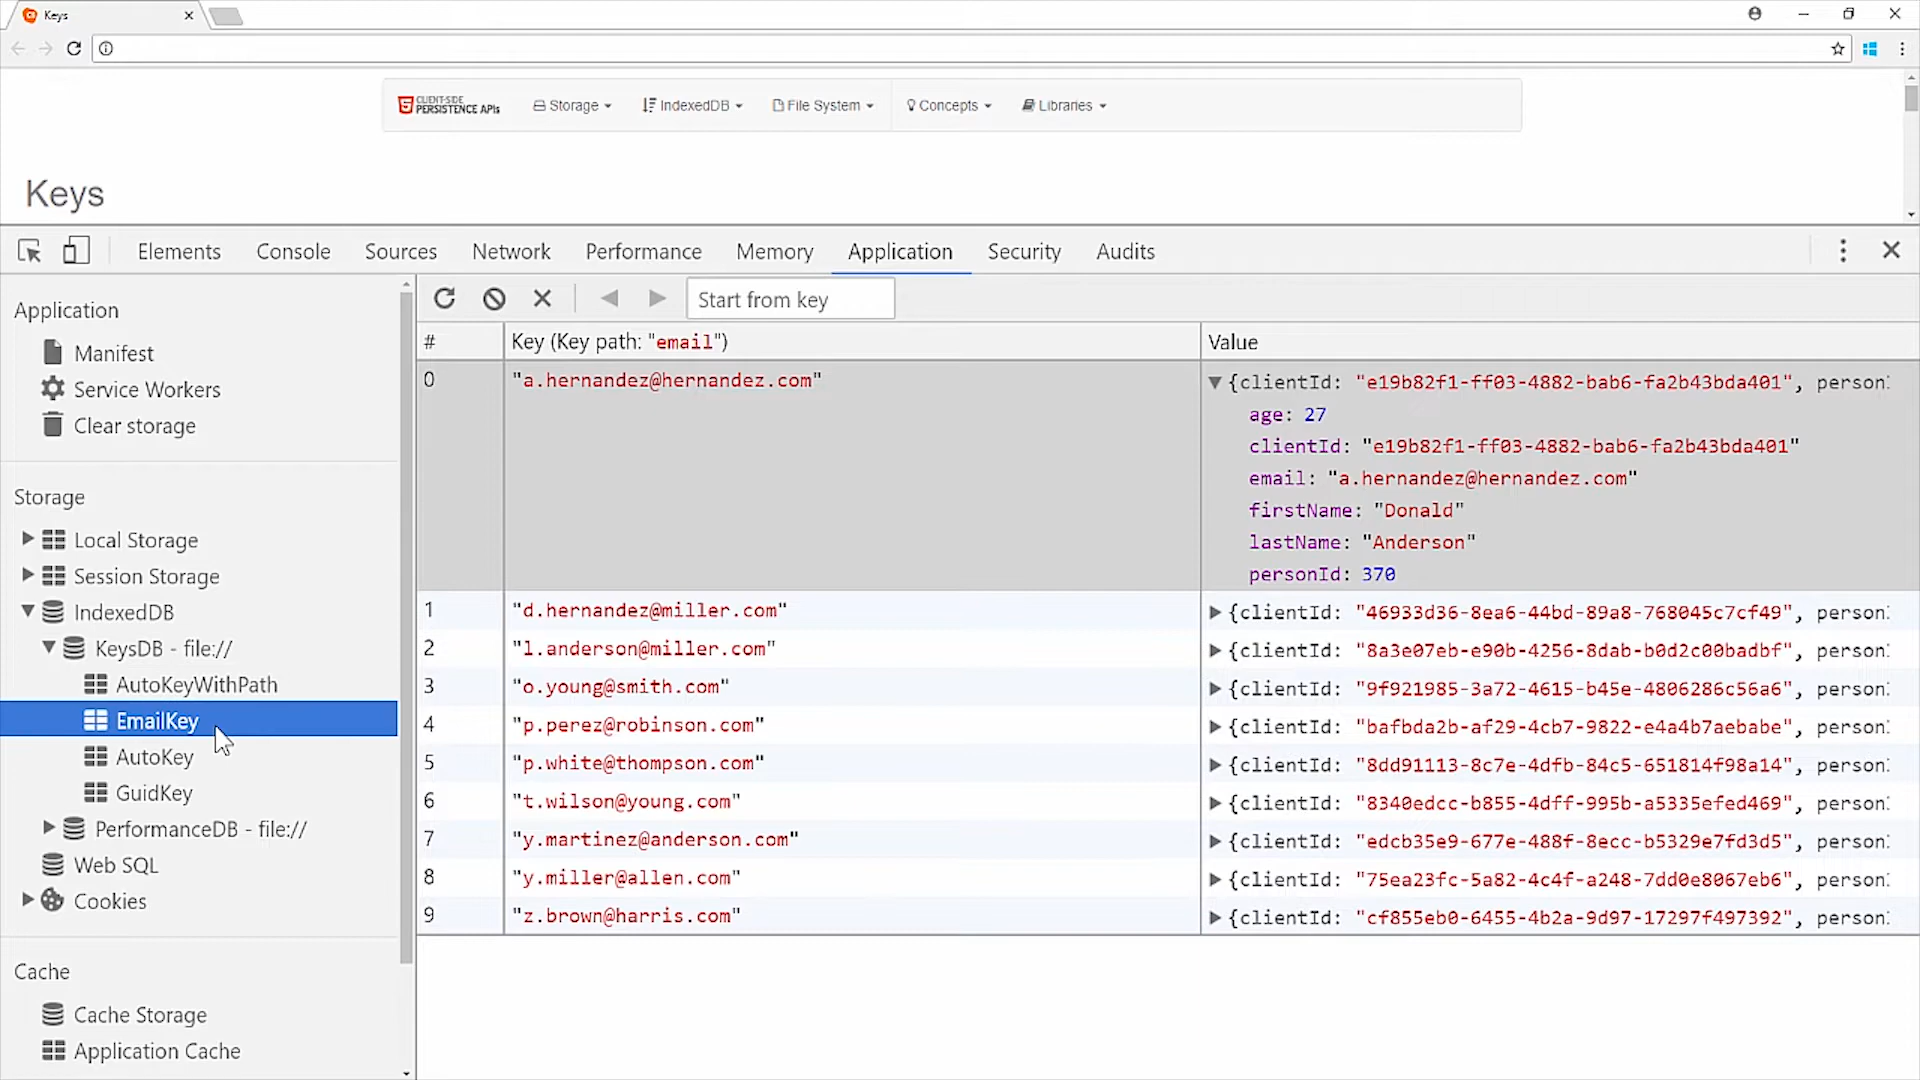 Keys
CLIENT-SIDE
PERSISTENCE APIs
Storage
IndexedDB
File System
Concepts
Libraries
Keys
Elements Console Sources Network Performance Memory Application Security Audits
Application
Manifest
Service Workers
Clear storage
Storage
Local Storage
Session Storage
IndexedDB
KeysDB - file://
AutoKeyWithPath
EmailKey
AutoKey
GuidKey
PerformanceDB - file://
Web SQL
Cookies
Cache
Cache Storage
Application Cache
Start from key
# Key (Key path: "email") Value
0 "a.hernandez@hernandez.com" {clientId: "e19b82f1-ff03-4882-bab6-fa2b43bda401", person
age: 27
clientId: "e19b82f1-ff03-4882-bab6-fa2b43bda401"
email: "a.hernandez@hernandez.com"
firstName: "Donald"
lastName: "Anderson"
personId: 370
1 "d.hernandez@miller.com" {clientId: "46933d36-8ea6-44bd-89a8-768045c7cf49", person
2 "l.anderson@miller.com" {clientId: "8a3e07eb-e90b-4256-8dab-b0d2c00badbf", person
3 "o.young@smith.com" {clientId: "9f921985-3a72-4615-b45e-4806286c56a6", person
4 "p.perez@robinson.com" {clientId: "bafbda2b-af29-4cb7-9822-e4a4b7aebabe", person
5 "p.white@thompson.com" {clientId: "8dd91113-8c7e-4dfb-84c5-651814f98a14", person
6 "t.wilson@young.com" {clientId: "8340edcc-b855-4dff-995b-a5335efed469", person
7 "y.martinez@anderson.com" {clientId: "edcb35e9-677e-488f-8ecc-b5329e7fd3d5", person
8 "y.miller@allen.com" {clientId: "75ea23fc-5a82-4c4f-a248-7dd0e8067eb6", person
9 "z.brown@harris.com" {clientId: "cf855eb0-6455-4b2a-9d97-17297f497392", person